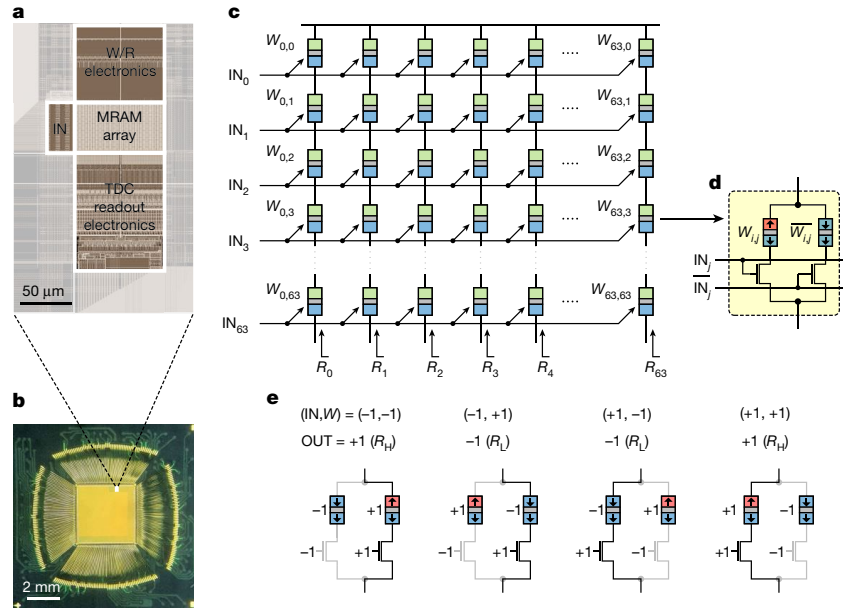 a
W/R
electronics
IN
MRAM
array
TDC
readout
electronics
50 μm
b
2 mm
c
W0,0 W63,0
IN0
W0,1 W63,1
IN1
W0,2 W63,2
IN2
W0,3 W63,3
IN3
W0,63 W63,63
IN63
R0 R1 R2 R3 R4 R63
....
....
....
....
....
d
Wi,j Wi,j
INj
INj
e
(IN,W) = (−1,−1) (−1, +1) (+1, −1) (+1, +1)
OUT = +1 (RH) −1 (RL) −1 (RL) +1 (RH)
−1 +1 +1 −1 −1 +1 +1 −1
−1 +1 −1 +1 +1 −1 +1 −1